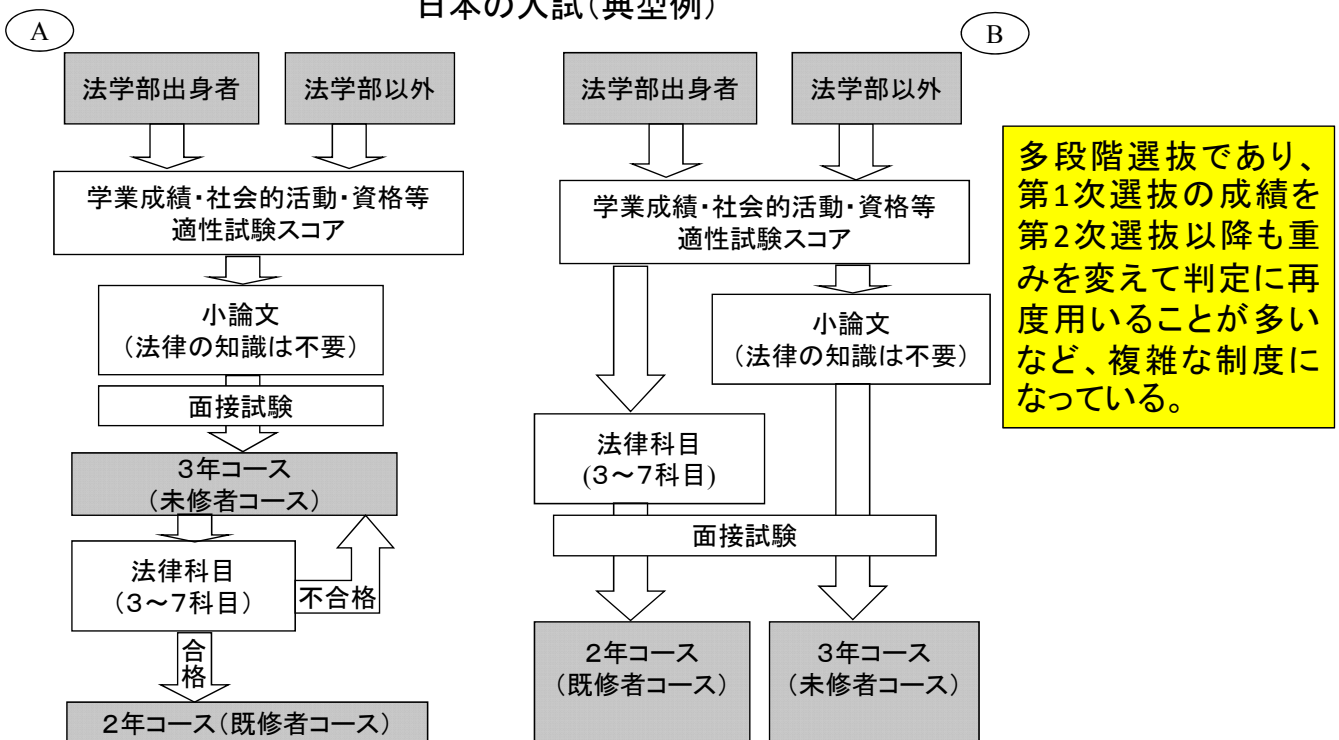 日本の入試(典型例)
A
法学部出身者
法学部以外
学業成績・社会的活動・資格等
適性試験スコア
小論文
(法律の知識は不要)
面接試験
3年コース
(未修者コース)
法律科目
(3~7科目)
不合格
合格
2年コース(既修者コース)
B
法学部出身者
法学部以外
学業成績・社会的活動・資格等
適性試験スコア
小論文
(法律の知識は不要)
法律科目
(3~7科目)
面接試験
2年コース
(既修者コース)
3年コース
(未修者コース)
多段階選抜であり、
第1次選抜の成績を
第2次選抜以降も重
みを変えて判定に再
度用いることが多い
など、複雑な制度に
なっている。